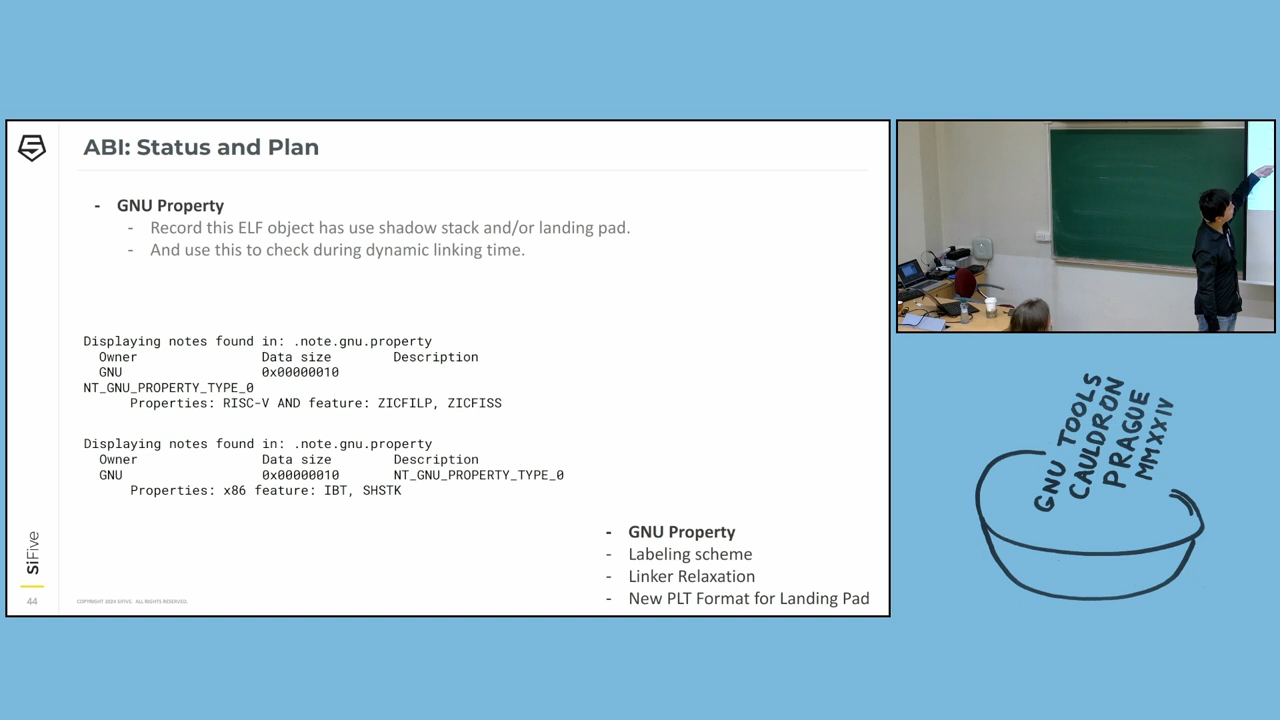 ABI: Status and Plan
- GNU Property
- Record this ELF object has use shadow stack and/or landing pad.
- And use this to check during dynamic linking time.
Displaying notes found in: .note.gnu.property
Owner Data size Description
GNU 0x00000010
NT_GNU_PROPERTY_TYPE_0
Properties: RISC-V AND feature: ZICFILP, ZICFISS
Displaying notes found in: .note.gnu.property
Owner Data size Description
GNU 0x00000010 NT_GNU_PROPERTY_TYPE_0
Properties: x86 feature: IBT, SHSTK
- GNU Property
- Labeling scheme
- Linker Relaxation
- New PLT Format for Landing Pad
SiFive
44
COPYRIGHT 2024 SIFIVE. ALL RIGHTS RESERVED.
GNU TOOLS
CAULDRON
PRAGUE
MMXXIV